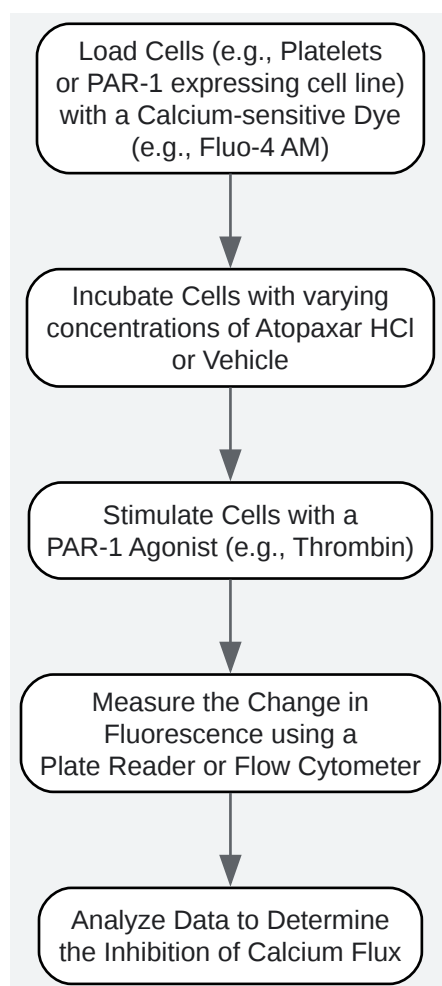 Load Cells (e.g., Platelets
or PAR-1 expressing cell line)
with a Calcium-sensitive Dye
(e.g., Fluo-4 AM)
Incubate Cells with varying
concentrations of Atopaxar HCl
or Vehicle
Stimulate Cells with a
PAR-1 Agonist (e.g., Thrombin)
Measure the Change in
Fluorescence using a
Plate Reader or Flow Cytometer
Analyze Data to Determine
the Inhibition of Calcium Flux